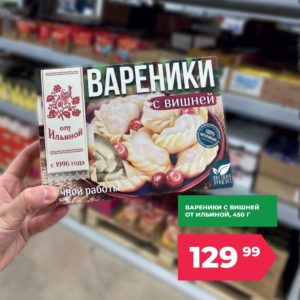 ВАРЕНИКИ
с вишней
от
Ильиной
с 1996 года
ручной работы
ВАРЕНИКИ С ВИШНЕЙ
ОТ ИЛЬИНОЙ, 450 Г
129 99